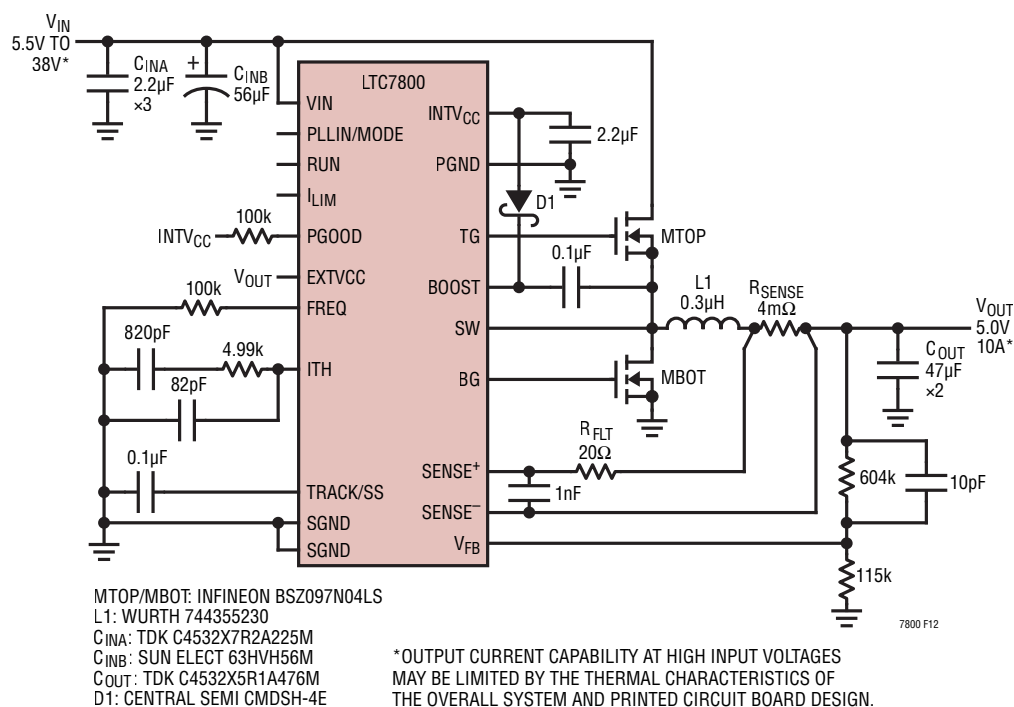 VIN
5.5V TO
38V*
CINA
2.2µF
×3
+
CINB
56µF
LTC7800
VIN
PLLIN/MODE
RUN
ILIM
INTVCC
100k
PGOOD
VOUT
EXTVCC
100k
FREQ
820pF
4.99k
ITH
82pF
0.1µF
TRACK/SS
SGND
SGND
INTVCC
2.2µF
PGND
D1
TG
MTOP
0.1µF
BOOST
L1
0.3µH
RSENSE
4mΩ
SW
VOUT
5.0V
10A*
COUT
47µF
×2
BG
MBOT
RFLT
20Ω
SENSE+
1nF
SENSE–
604k
10pF
VFB
115k
7800 F12
MTOP/MBOT: INFINEON BSZ097N04LS
L1: WURTH 744355230
CINA: TDK C4532X7R2A225M
CINB: SUN ELECT 63HVH56M
COUT: TDK C4532X5R1A476M
D1: CENTRAL SEMI CMDSH-4E
*OUTPUT CURRENT CAPABILITY AT HIGH INPUT VOLTAGES
MAY BE LIMITED BY THE THERMAL CHARACTERISTICS OF
THE OVERALL SYSTEM AND PRINTED CIRCUIT BOARD DESIGN.